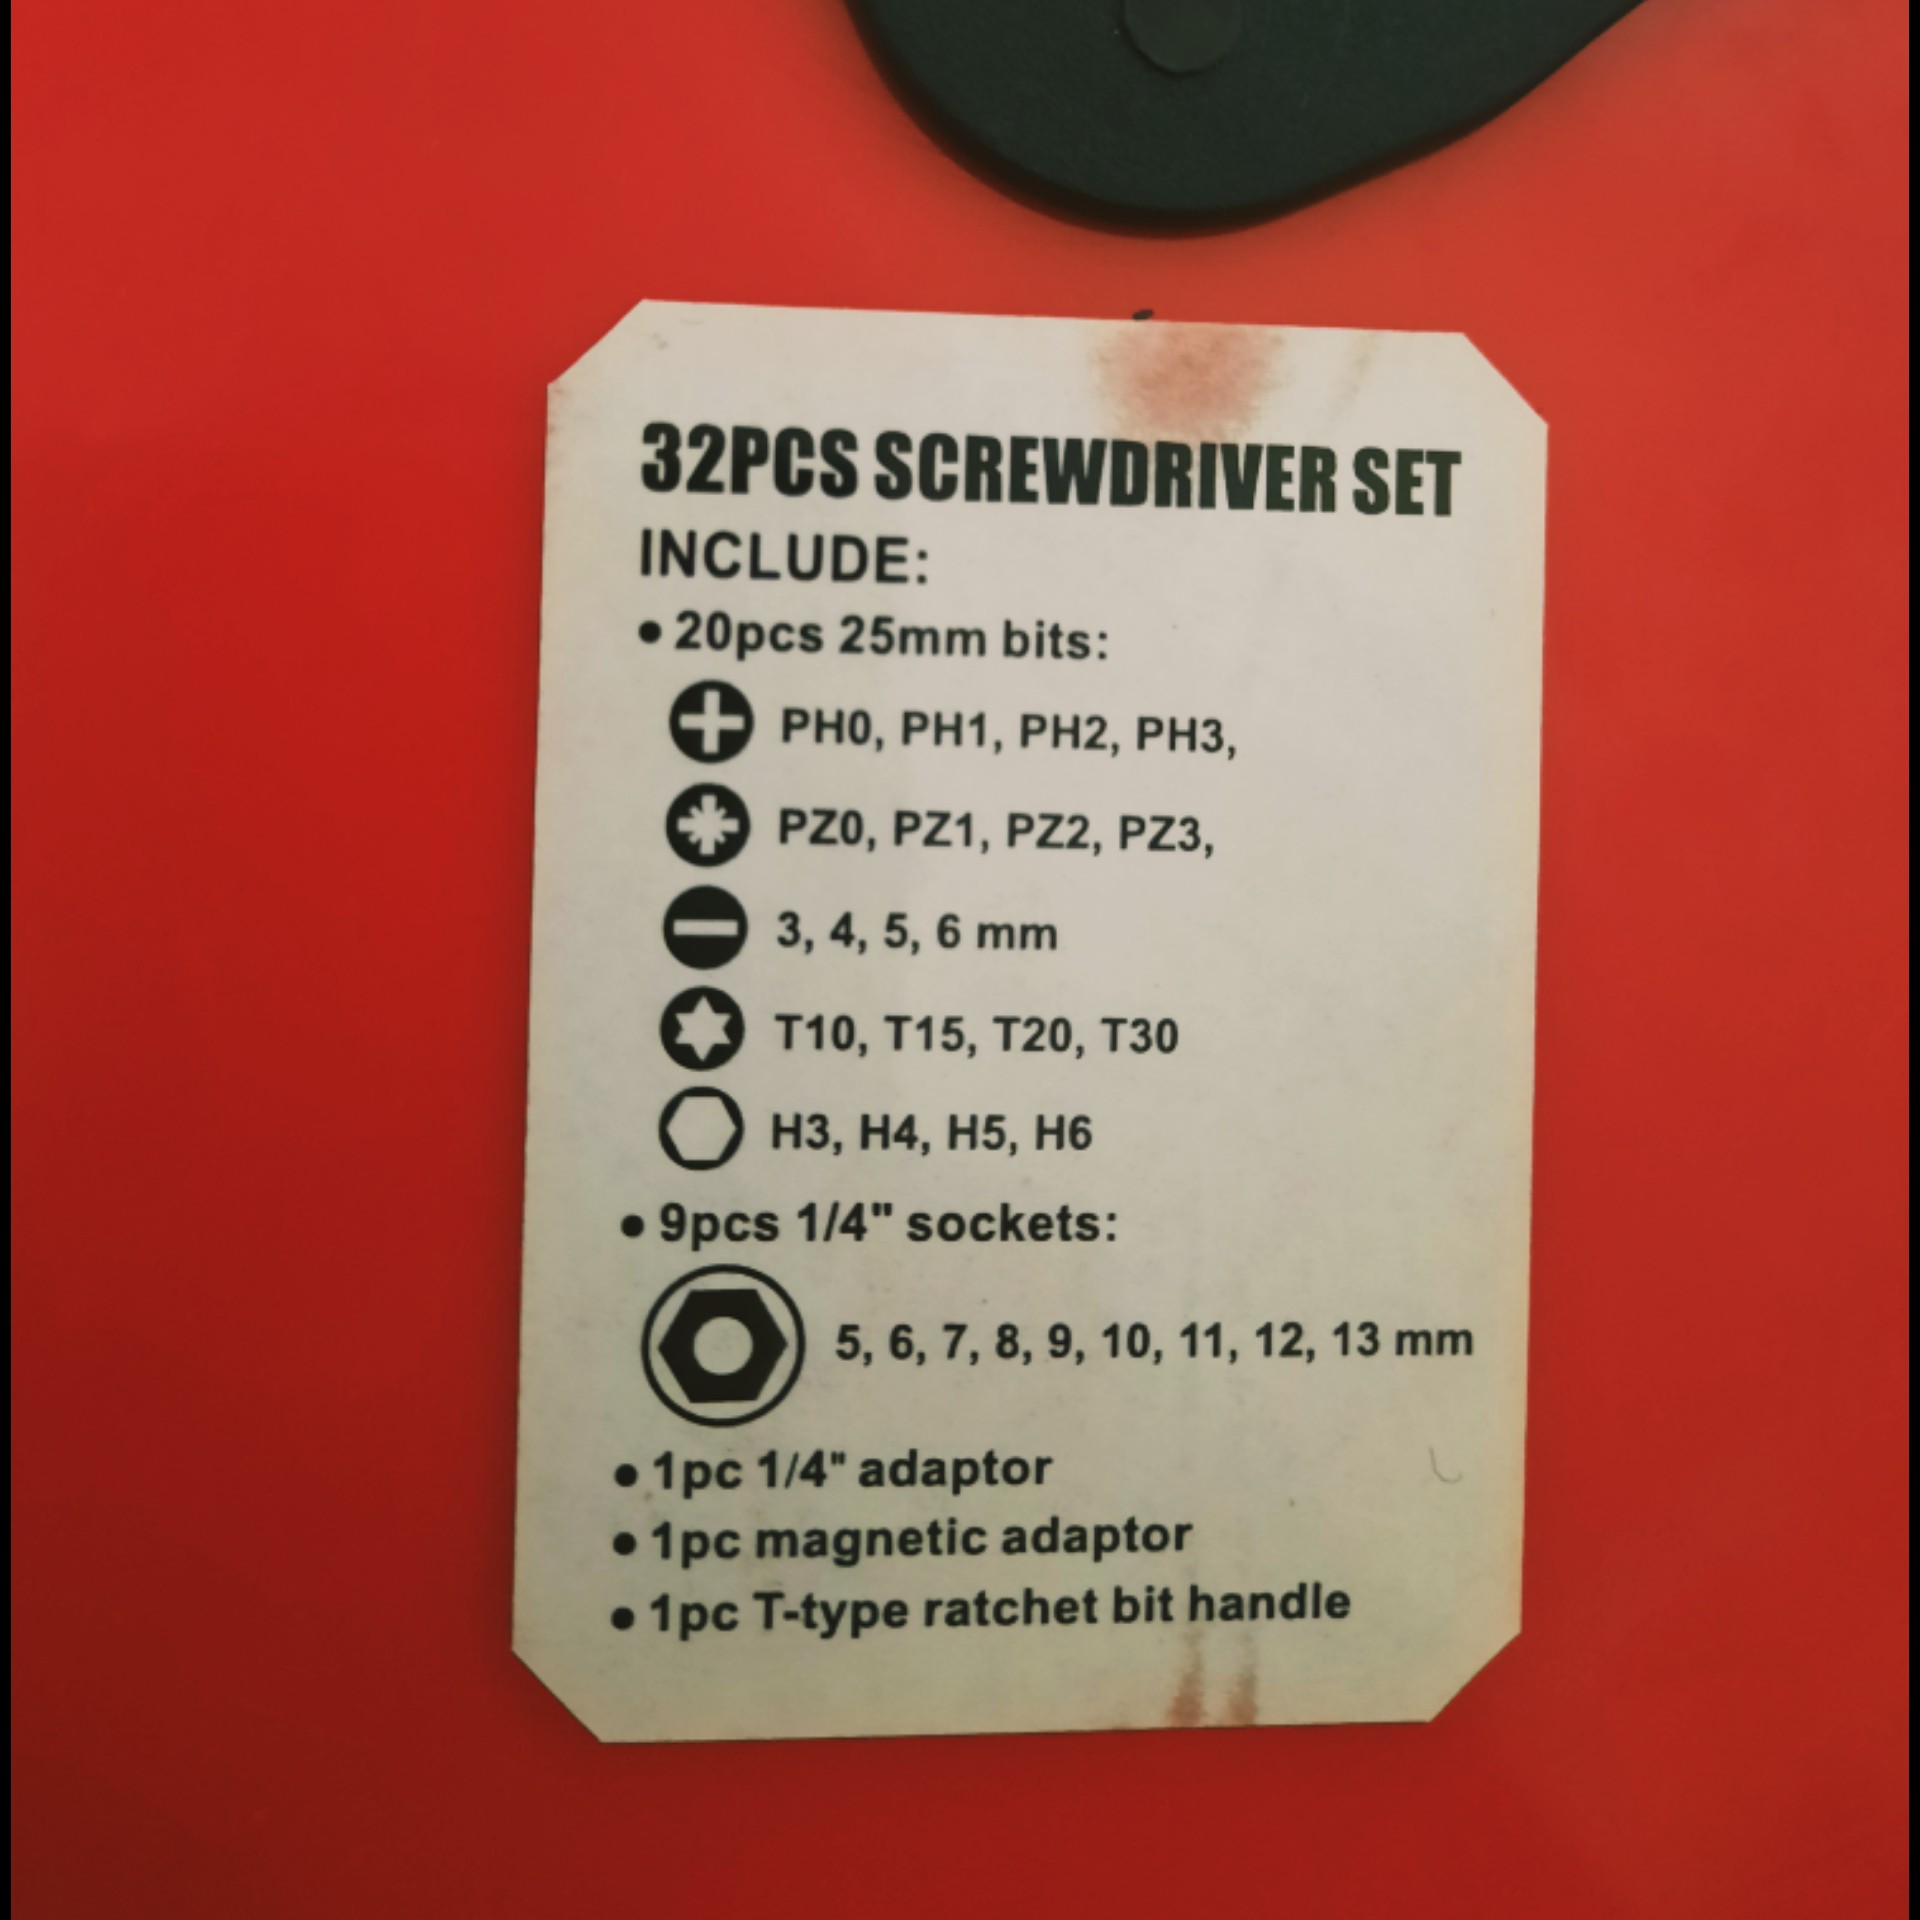 32PCS SCREWDRIVER SET
INCLUDE:
• 20pcs 25mm bits:
PH0, PH1, PH2, PH3,
PZ0, PZ1, PZ2, PZ3,
3, 4, 5, 6 mm
T10, T15, T20, T30
H3, H4, H5, H6
• 9pcs 1/4" sockets:
5, 6, 7, 8, 9, 10, 11, 12, 13 mm
• 1pc 1/4" adaptor
• 1pc magnetic adaptor
• 1pc T-type ratchet bit handle